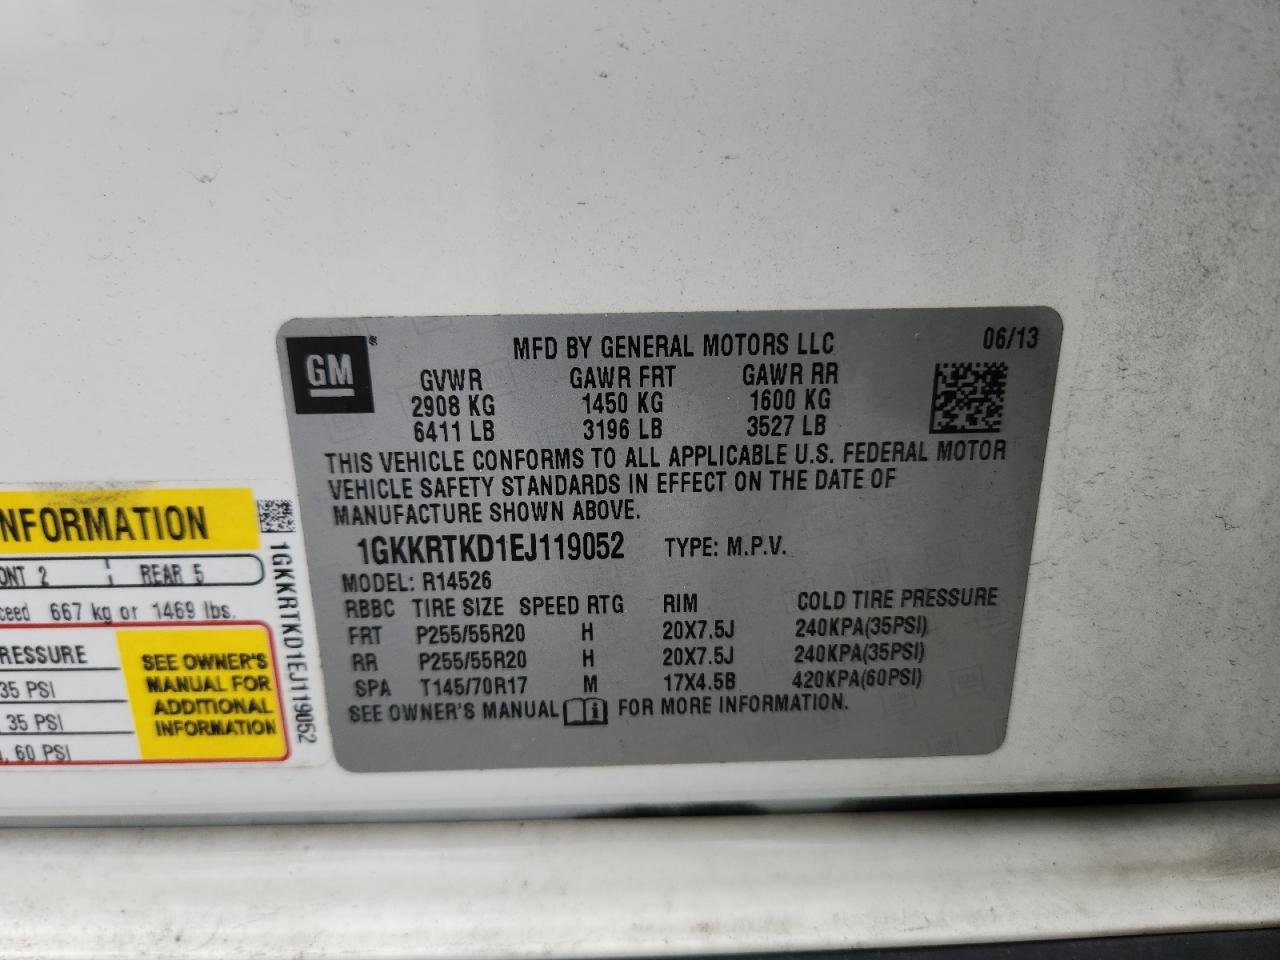 GM®
MFD BY GENERAL MOTORS LLC 06/13
GVWR GAWR FRT GAWR RR
2908 KG 1450 KG 1600 KG
6411 LB 3196 LB 3527 LB
THIS VEHICLE CONFORMS TO ALL APPLICABLE U.S. FEDERAL MOTOR
VEHICLE SAFETY STANDARDS IN EFFECT ON THE DATE OF
MANUFACTURE SHOWN ABOVE.
1GKKRTKD1EJ119052 TYPE: M.P.V.
MODEL: R14526
RBBC TIRE SIZE SPEED RTG RIM COLD TIRE PRESSURE
FRT P255/55R20 H 20X7.5J 240KPA(35PSI)
RR P255/55R20 H 20X7.5J 240KPA(35PSI)
SPA T145/70R17 M 17X4.5B 420KPA(60PSI)
SEE OWNER'S MANUAL i FOR MORE INFORMATION.
NFORMATION
ONT 2 REAR 5
ceed 667 kg or 1469 lbs.
RESSURE
35 PSI
35 PSI
60 PSI
SEE OWNER'S
MANUAL FOR
ADDITIONAL
INFORMATION
1GKKRTKD1EJ119052